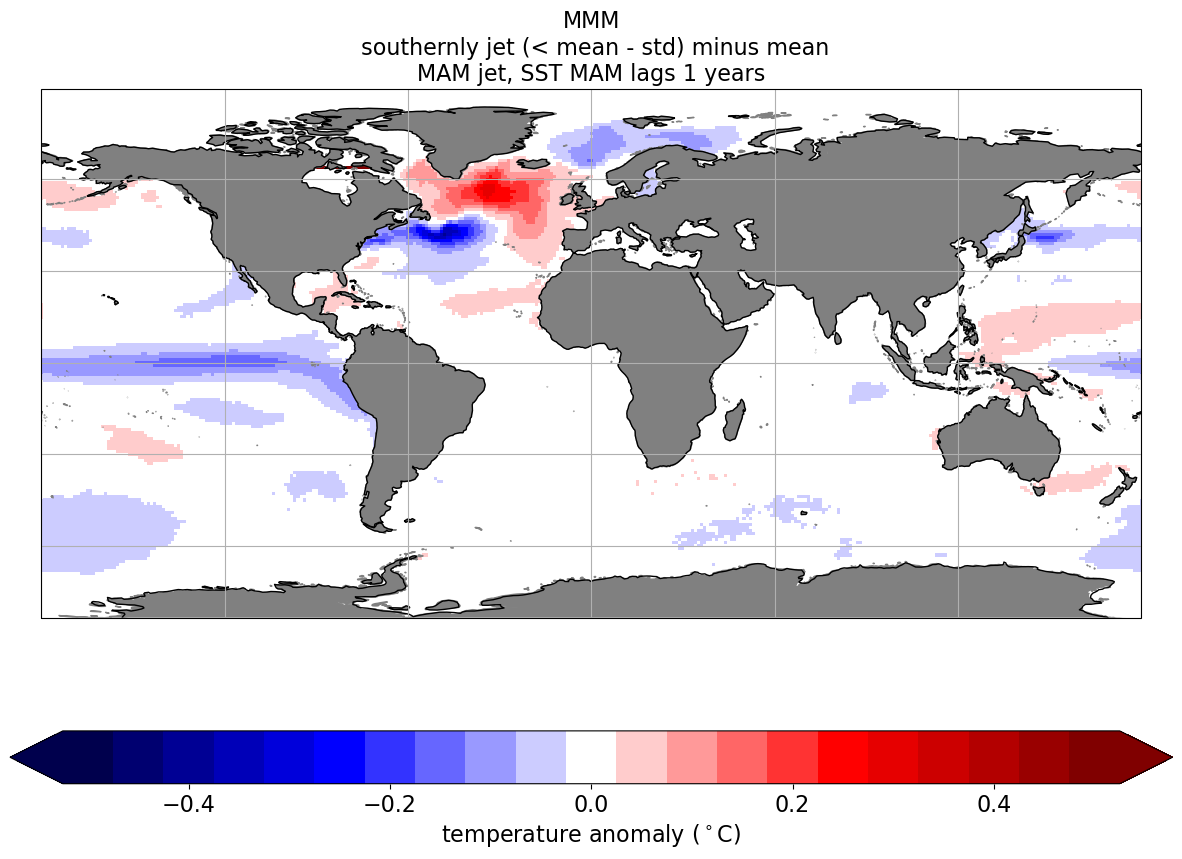 MMM
southernly jet (< mean - std) minus mean
MAM jet, SST MAM lags 1 years
−0.4 −0.2 0.0 0.2 0.4
temperature anomaly (°C)